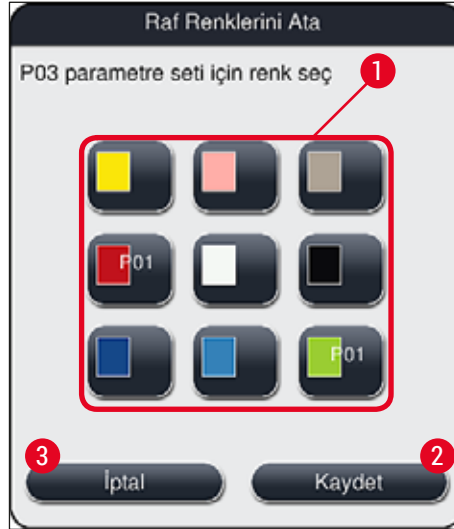 Raf Renklerini Ata
P03 parametre seti için renk seç
1
P01
P01
3
2
İptal
Kaydet